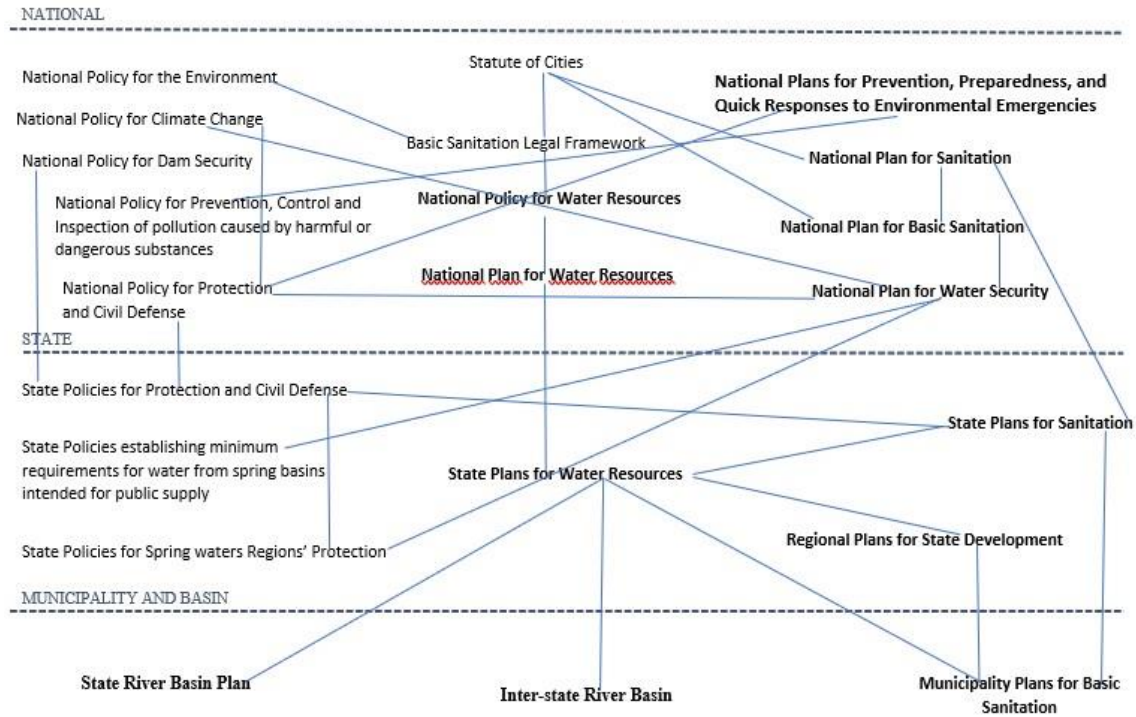 NATIONAL
National Policy for the Environment
Statute of Cities
National Plans for Prevention, Preparedness, and
Quick Responses to Environmental Emergencies
National Policy for Climate Change
Basic Sanitation Legal Framework
National Policy for Dam Security
National Plan for Sanitation
National Policy for Prevention, Control and
Inspection of pollution caused by harmful or
dangerous substances
National Policy for Water Resources
National Plan for Basic Sanitation
National Plan for Water Resources
National Policy for Protection
and Civil Defense
National Plan for Water Security
STATE
State Policies for Protection and Civil Defense
State Plans for Sanitation
State Policies establishing minimum
requirements for water from spring basins
intended for public supply
State Plans for Water Resources
State Policies for Spring waters Regions’ Protection
Regional Plans for State Development
MUNICIPALITY AND BASIN
State River Basin Plan
Inter-state River Basin
Municipality Plans for Basic
Sanitation